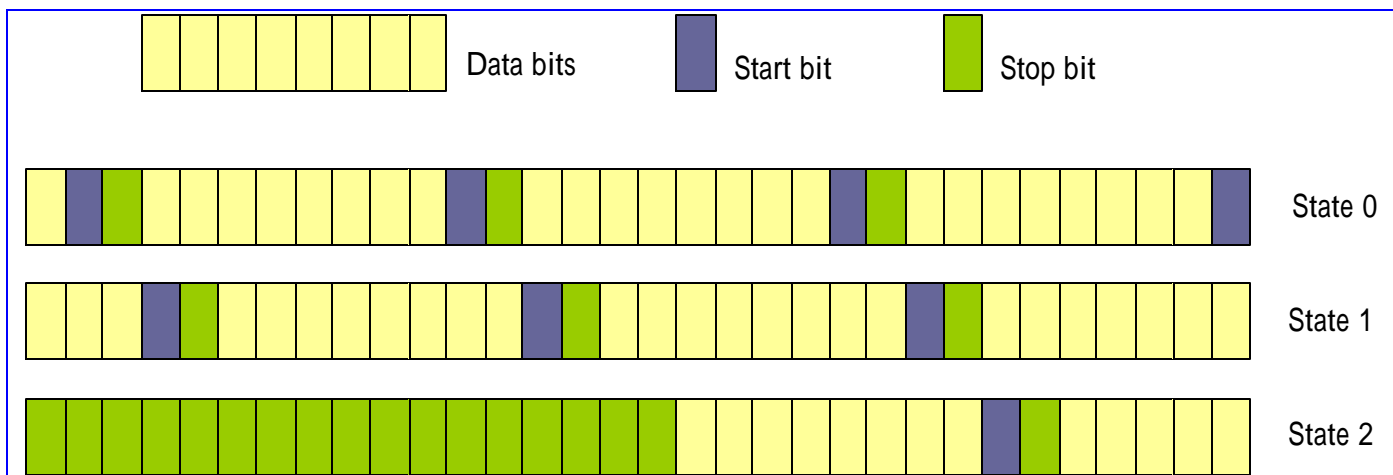 Data bits
Start bit
Stop bit
State 0
State 1
State 2